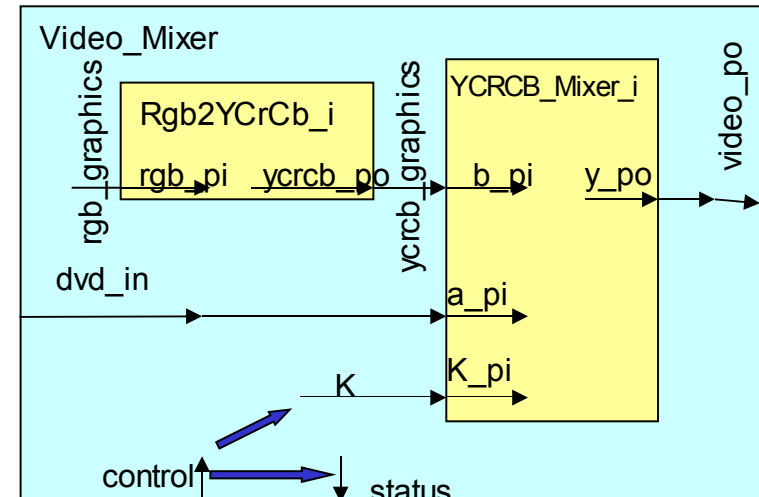 Video_Mixer
rgb_graphics
Rgb2YCrCb_i
rgb_pi
ycrcb_po
ycrcb_graphics
YCRCB_Mixer_i
b_pi
y_po
video_po
dvd_in
a_pi
K
K_pi
control
status